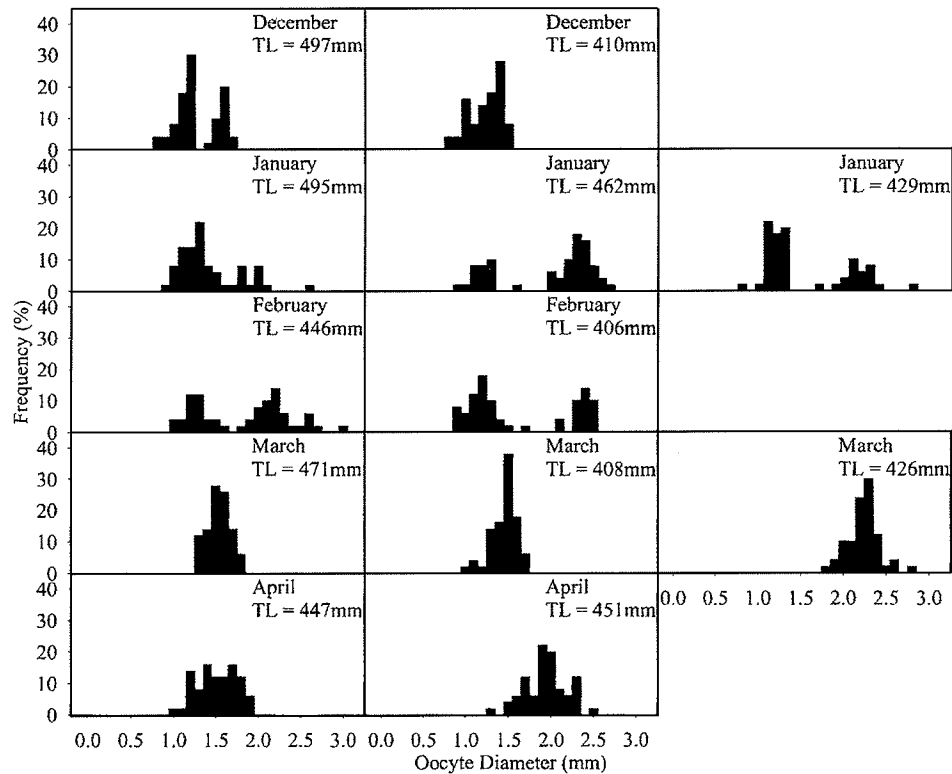 December
TL = 497mm
December
TL = 410mm
40
30
20
10
0
January
TL = 495mm
January
TL = 462mm
January
TL = 429mm
40
30
20
10
0
February
TL = 446mm
February
TL = 406mm
40
30
20
10
0
Frequency (%)
March
TL = 471mm
March
TL = 408mm
March
TL = 426mm
40
30
20
10
0
April
TL = 447mm
April
TL = 451mm
40
30
20
10
0
0.0 0.5 1.0 1.5 2.0 2.5 3.0
0.0 0.5 1.0 1.5 2.0 2.5 3.0
0.0 0.5 1.0 1.5 2.0 2.5 3.0
Oocyte Diameter (mm)